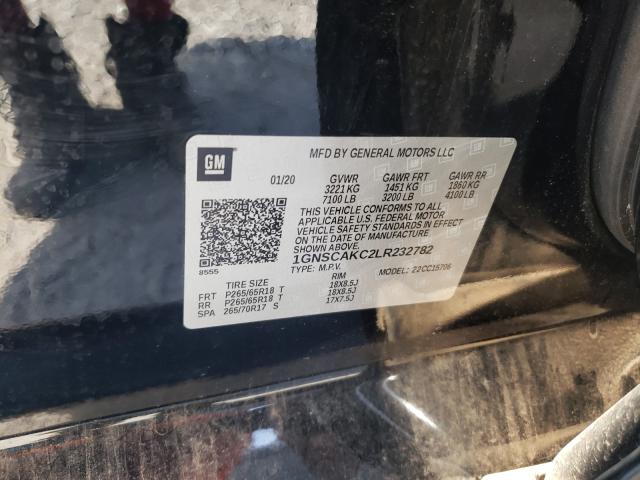 GM
MFD BY GENERAL MOTORS LLC
01/20 GVWR GAWR FRT GAWR RR
3221 KG 1451 KG 1860 KG
7100 LB 3200 LB 4100 LB
THIS VEHICLE CONFORMS TO ALL
APPLICABLE U.S. FEDERAL MOTOR
VEHICLE SAFETY STANDARDS IN EFFECT
ON THE DATE OF MANUFACTURE
SHOWN ABOVE.
1GNSCAKC2LR232782
8555 TYPE: M.P.V. MODEL: 22CC15706
TIRE SIZE RIM
FRT P265/65R18 T 18X8.5J
RR P265/65R18 T 18X8.5J
SPA 265/70R17 S 17X7.5J